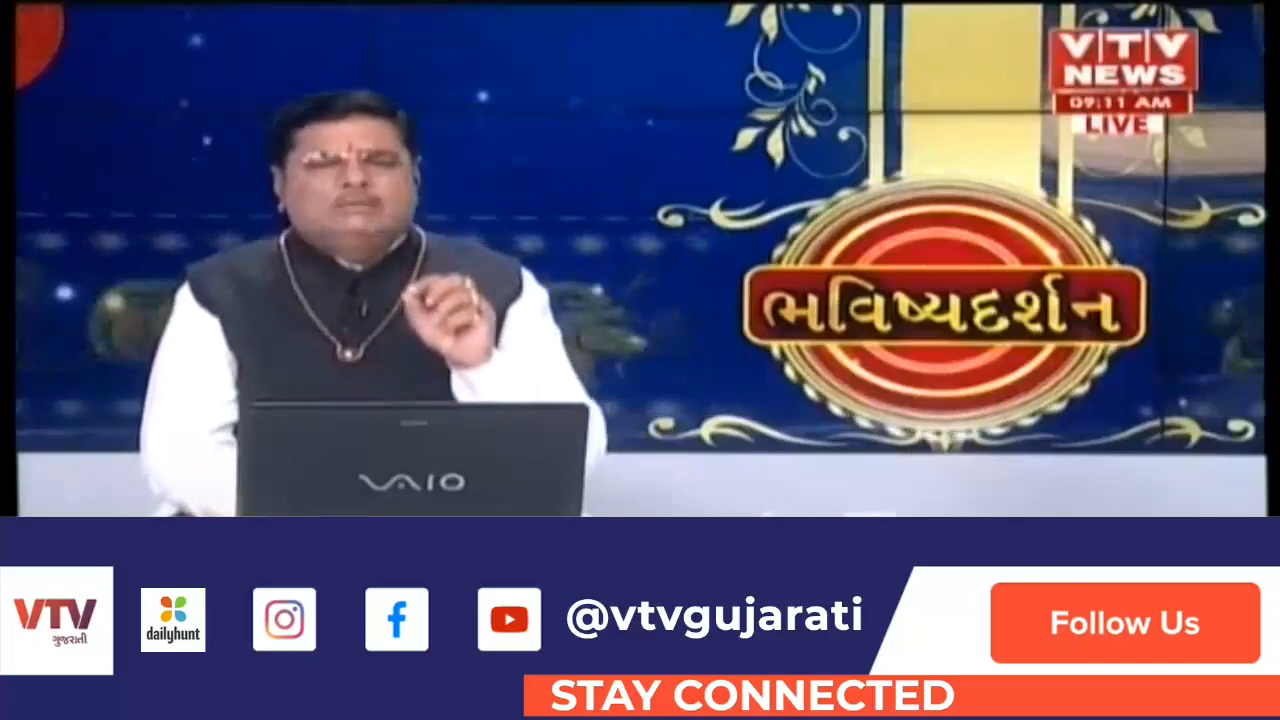 VTV
NEWS
09:11 AM
LIVE
ભવિષ્યદર્શન
VAIO
VTV
ગુજરાતી
dailyhunt
@vtvgujarati
Follow Us
STAY CONNECTED